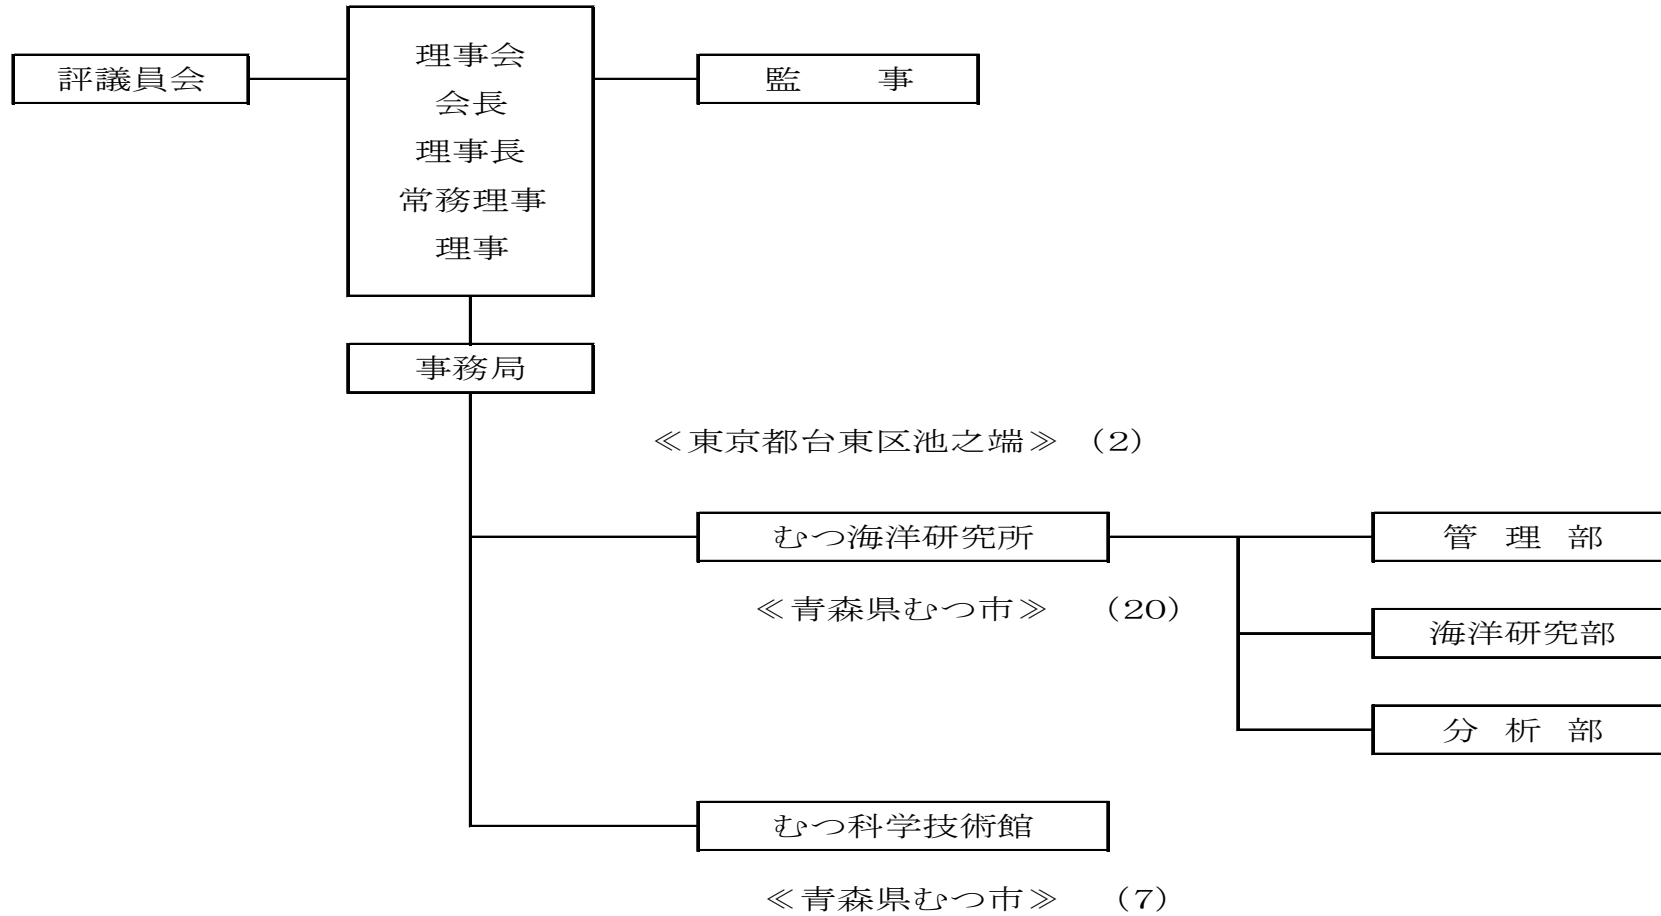 評議員会
理事会
会長
理事長
常務理事
理事
監　　事
事務局
≪東京都台東区池之端≫ （2）
むつ海洋研究所
≪青森県むつ市≫ （20）
管 理 部
海洋研究部
分 析 部
むつ科学技術館
≪青森県むつ市≫ （7）